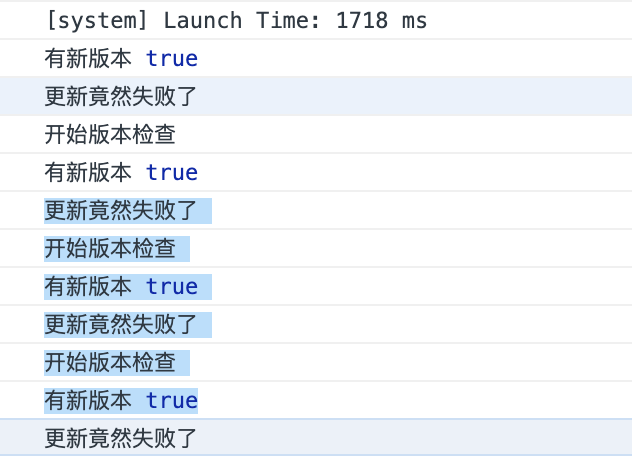 [system] Launch Time: 1718 ms
有新版本 true
更新竟然失败了
开始版本检查
有新版本 true
更新竟然失败了
开始版本检查
有新版本 true
更新竟然失败了
开始版本检查
有新版本 true
更新竟然失败了